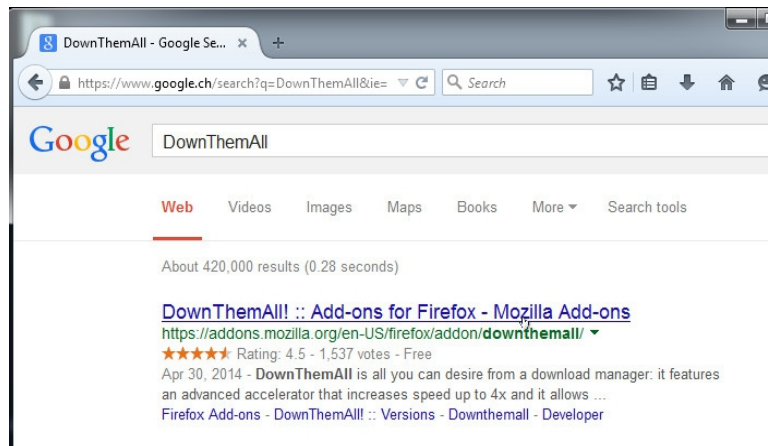 DownThemAll - Google Se...
https://www.google.ch/search?q=DownThemAll&ie=
Search
Google
DownThemAll
Web Videos Images Maps Books More Search tools
About 420,000 results (0.28 seconds)
DownThemAll! :: Add-ons for Firefox - Mozilla Add-ons
https://addons.mozilla.org/en-US/firefox/addon/downthemall/
Rating: 4.5 - 1,537 votes - Free
Apr 30, 2014 - DownThemAll is all you can desire from a download manager: it features
an advanced accelerator that increases speed up to 4x and it allows ...
Firefox Add-ons - DownThemAll! :: Versions - Downthemall - Developer